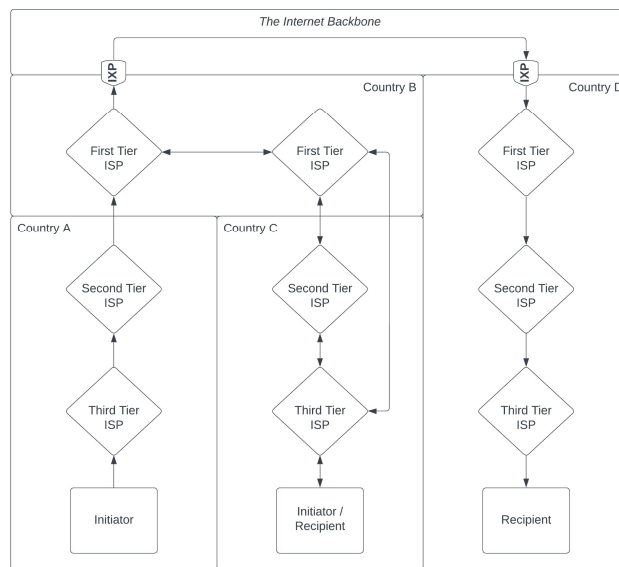 The Internet Backbone
IXP
IXP
Country B
Country D
First Tier
ISP
First Tier
ISP
First Tier
ISP
Country A
Country C
Second Tier
ISP
Second Tier
ISP
Second Tier
ISP
Third Tier
ISP
Third Tier
ISP
Third Tier
ISP
Initiator
Initiator /
Recipient
Recipient